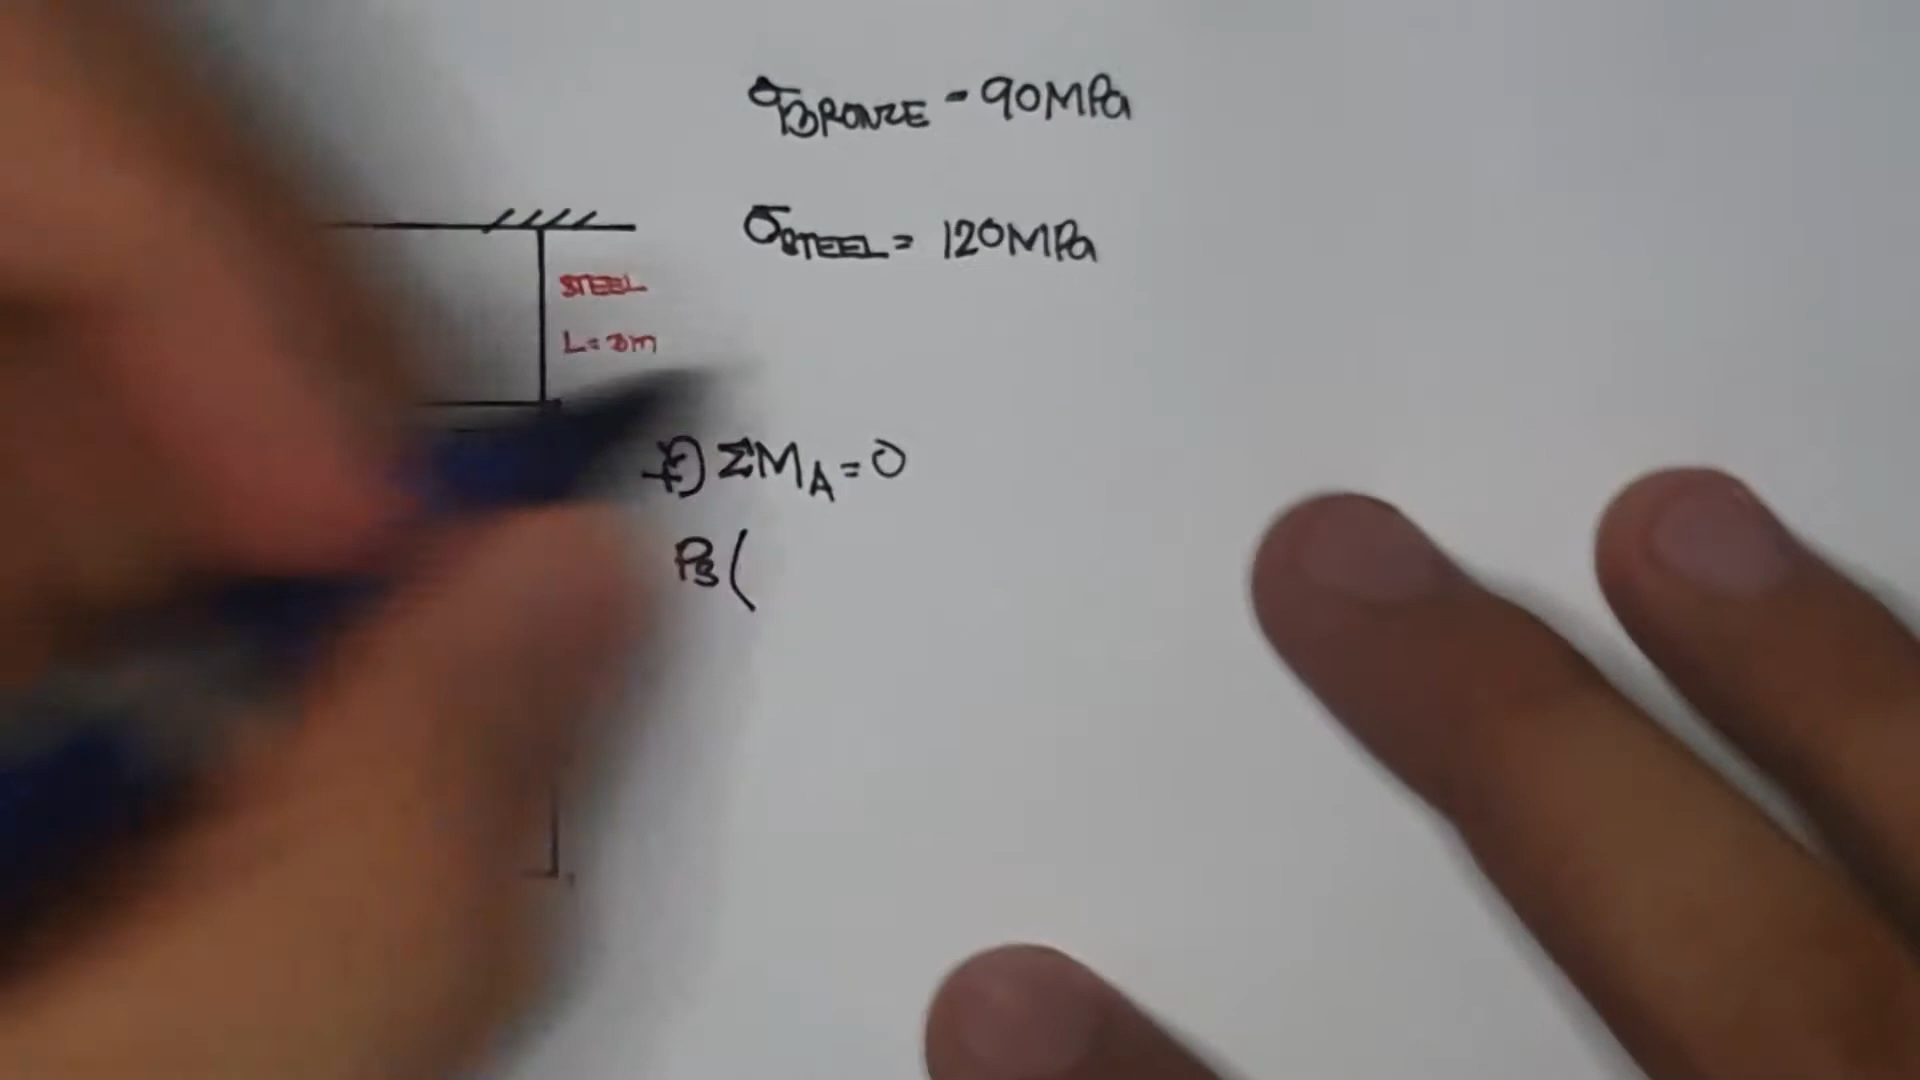 σBRONZE = 90MPa
σSTEEL = 120MPa
STEEL
L=3m
+↺) ΣMA = 0
PB (